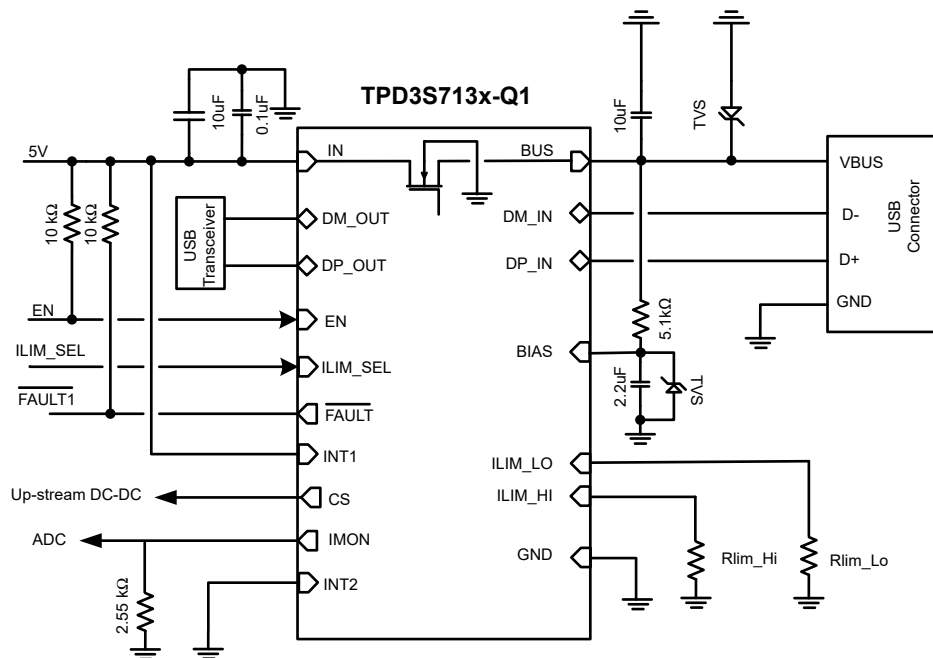 TPD3S713x-Q1
10uF
0.1uF
10uF
TVS
5V
IN
BUS
VBUS
10 kΩ
10 kΩ
USB
Transceiver
DM_OUT
DM_IN
D-
DP_OUT
DP_IN
D+
USB
Connector
GND
EN
EN
5.1kΩ
ILIM_SEL
ILIM_SEL
BIAS
2.2uF
TVS
FAULT1
FAULT
INT1
ILIM_LO
Up-stream DC-DC
CS
ILIM_HI
ADC
IMON
GND
Rlim_Hi
Rlim_Lo
2.55 kΩ
INT2